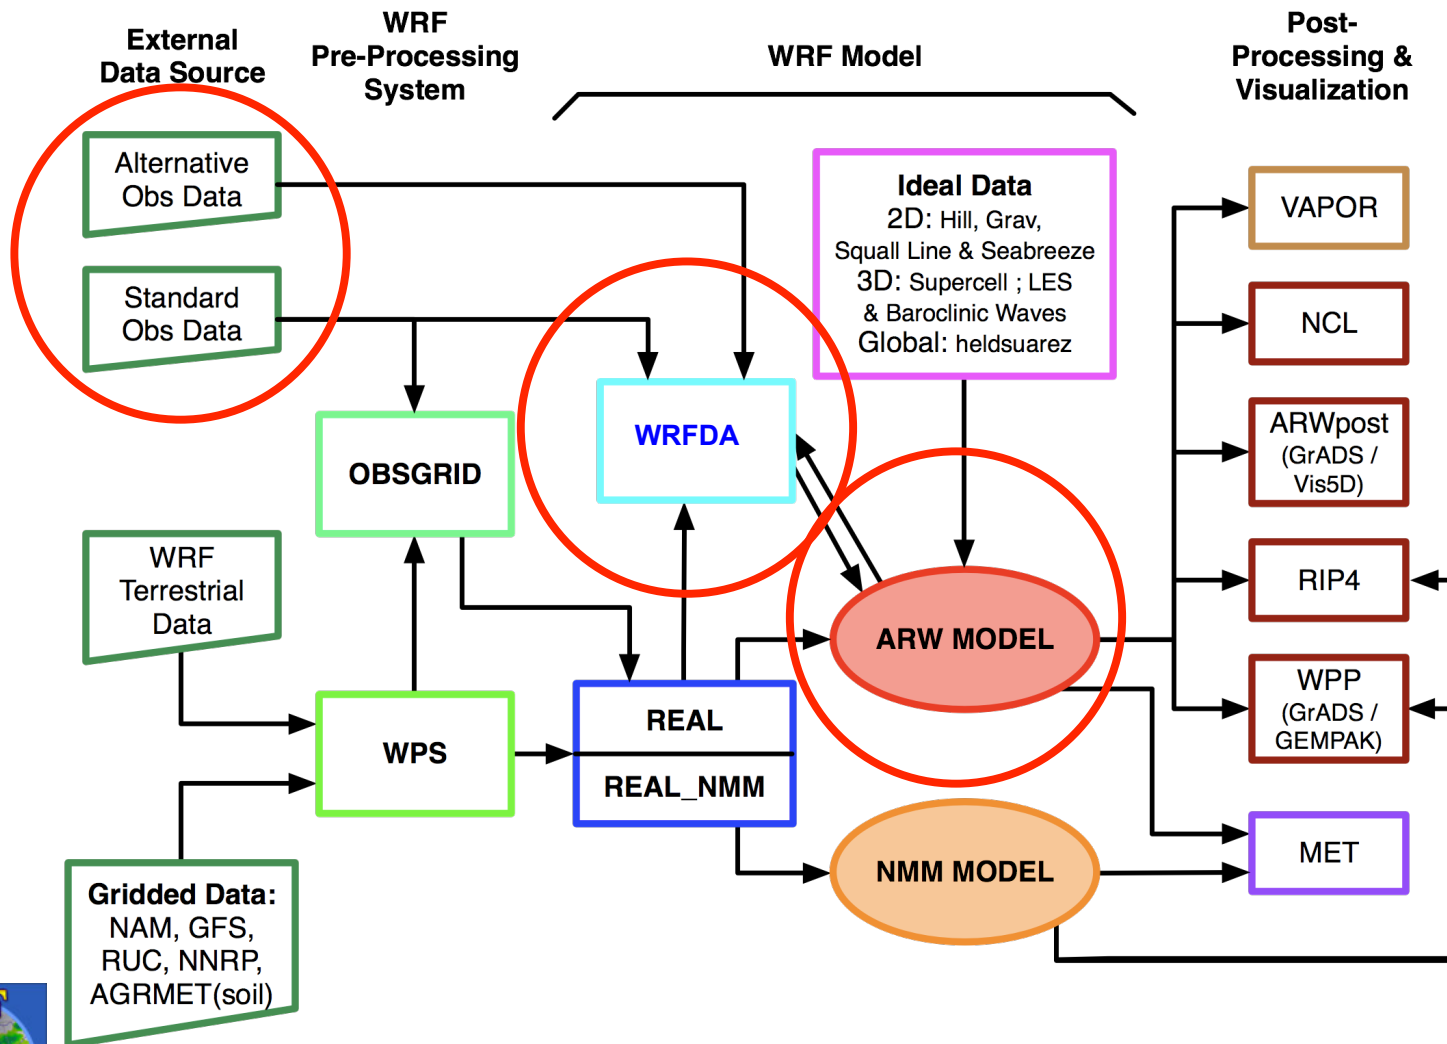 External
Data Source
WRF
Pre-Processing
System
WRF Model
Post-
Processing &
Visualization
Alternative
Obs Data
Standard
Obs Data
WRF
Terrestrial
Data
Gridded Data:
NAM, GFS,
RUC, NNRP,
AGRMET(soil)
OBSGRID
WPS
WRFDA
REAL
REAL_NMM
Ideal Data
2D: Hill, Grav,
Squall Line & Seabreeze
3D: Supercell ; LES
& Baroclinic Waves
Global: heldsuarez
ARW MODEL
NMM MODEL
VAPOR
NCL
ARWpost
(GrADS /
Vis5D)
RIP4
WPP
(GrADS /
GEMPAK)
MET